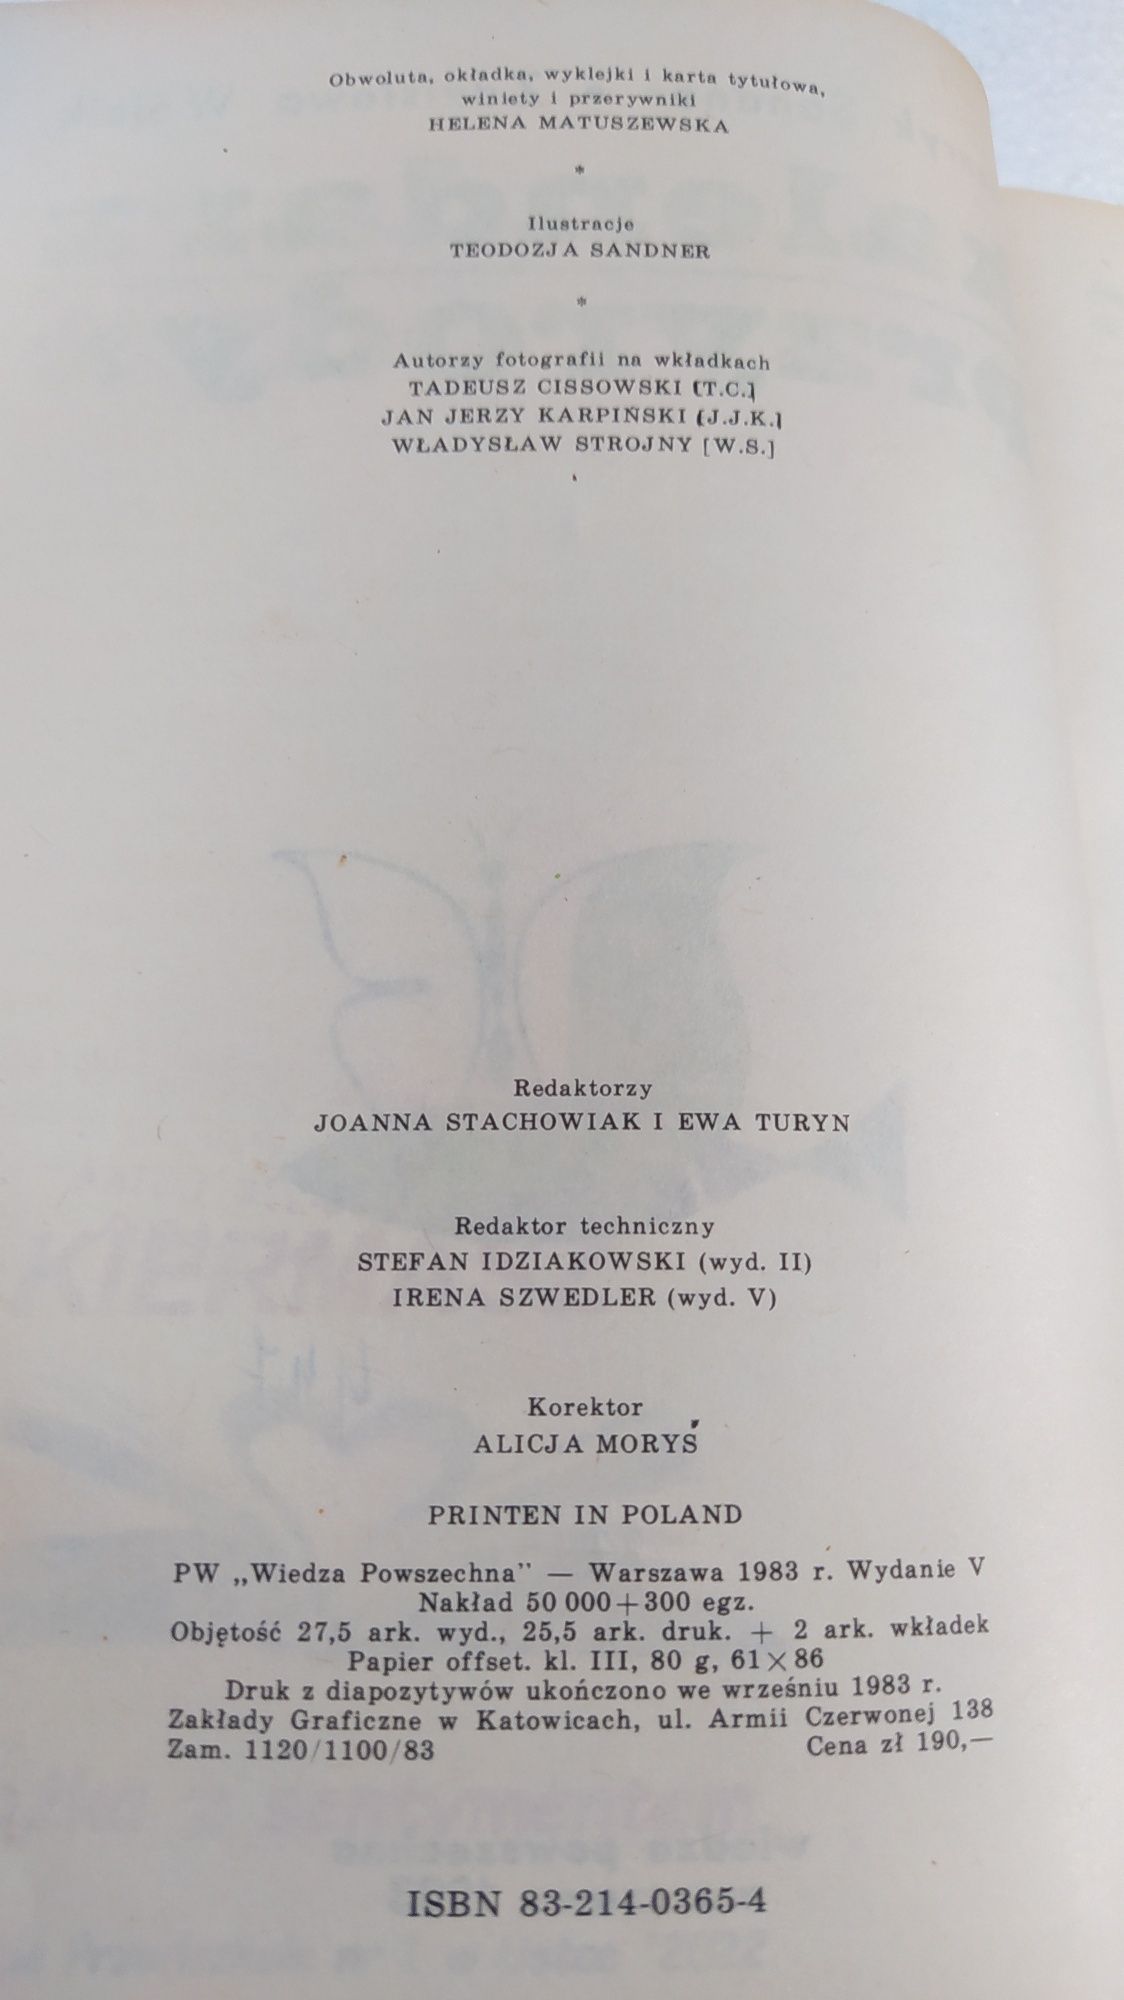 Obwoluta, okładka, wyklejki i karta tytułowa,
winiety i przerywniki
HELENA MATUSZEWSKA
*
Ilustracje
TEODOZJA SANDNER
*
Autorzy fotografii na wkładkach
TADEUSZ CISSOWSKI [T.C.]
JAN JERZY KARPIŃSKI [J.J.K.]
WŁADYSŁAW STROJNY [W.S.]
Redaktorzy
JOANNA STACHOWIAK I EWA TURYN
Redaktor techniczny
STEFAN IDZIAKOWSKI (wyd. II)
IRENA SZWEDLER (wyd. V)
Korektor
ALICJA MORYŚ
PRINTEN IN POLAND
PW „Wiedza Powszechna” — Warszawa 1983 r. Wydanie V
Nakład 50 000+300 egz.
Objętość 27,5 ark. wyd., 25,5 ark. druk. + 2 ark. wkładek
Papier offset. kl. III, 80 g, 61×86
Druk z diapozytywów ukończono we wrześniu 1983 r.
Zakłady Graficzne w Katowicach, ul. Armii Czerwonej 138
Zam. 1120/1100/83 Cena zł 190,—
ISBN 83-214-0365-4